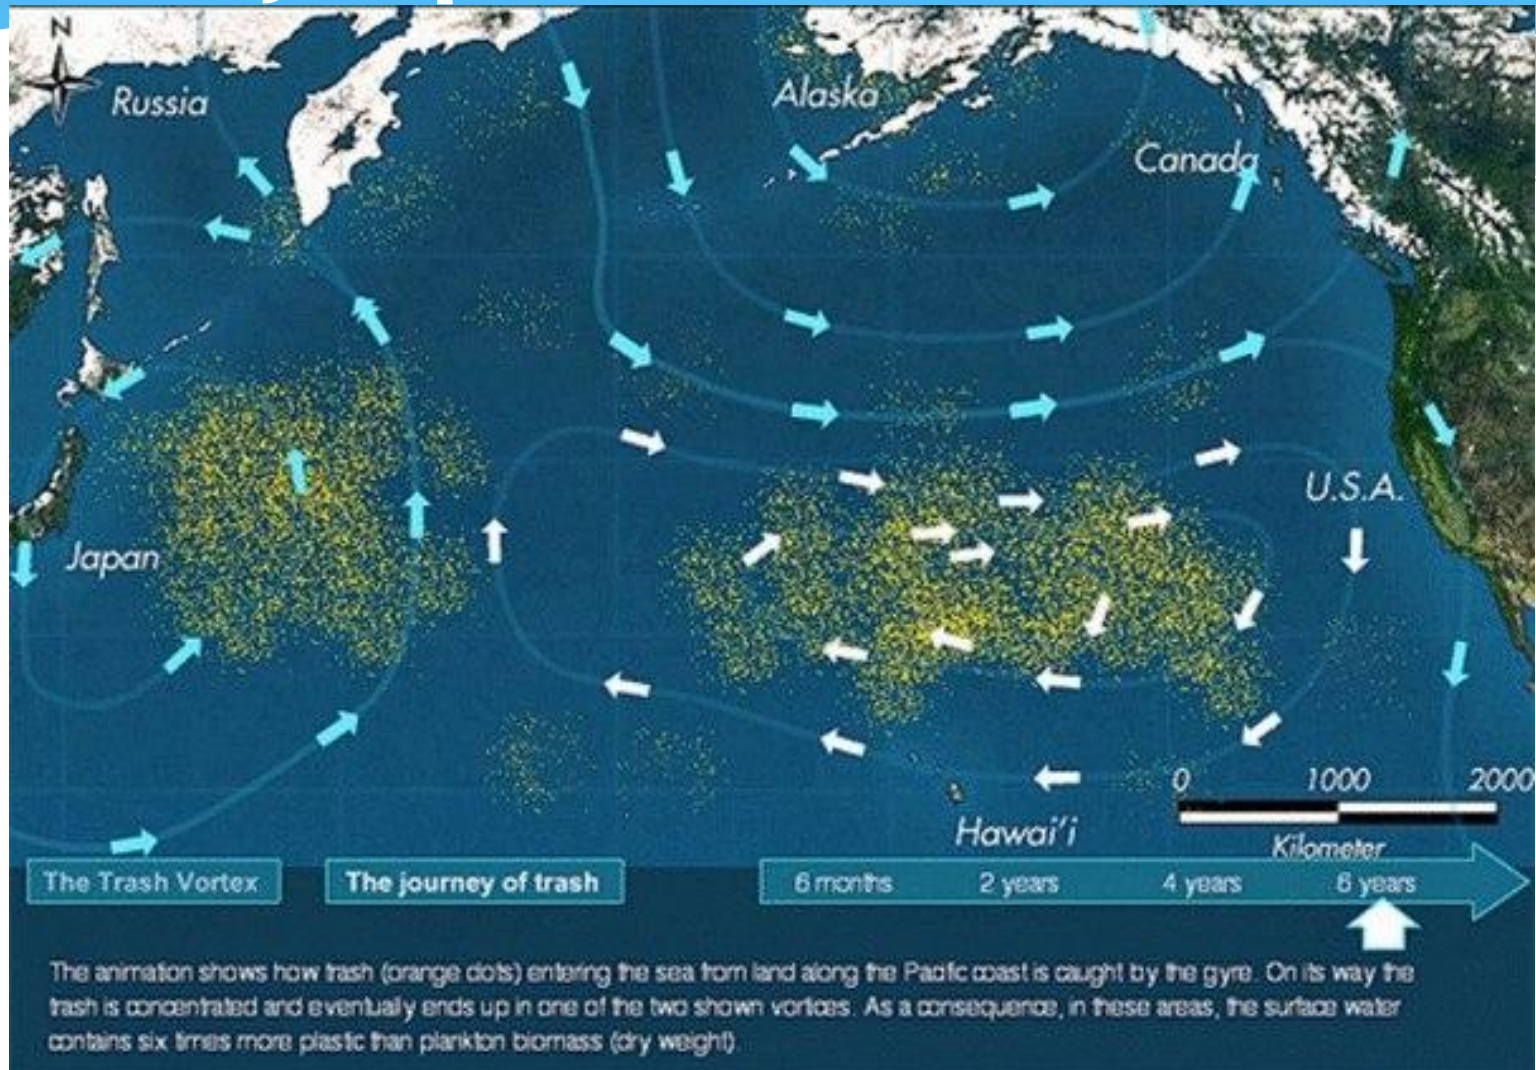 N
Russia
Alaska
Canada
U.S.A.
Japan
0 1000 2000
Hawai'i
Kilometer
The Trash Vortex
The journey of trash
6 months 2 years 4 years 6 years
The animation shows how trash (orange dots) entering the sea from land along the Pacific coast is caught by the gyre. On its way the
trash is concentrated and eventually ends up in one of the two shown vortices. As a consequence, in these areas, the surface water
contains six times more plastic than plankton biomass (dry weight).